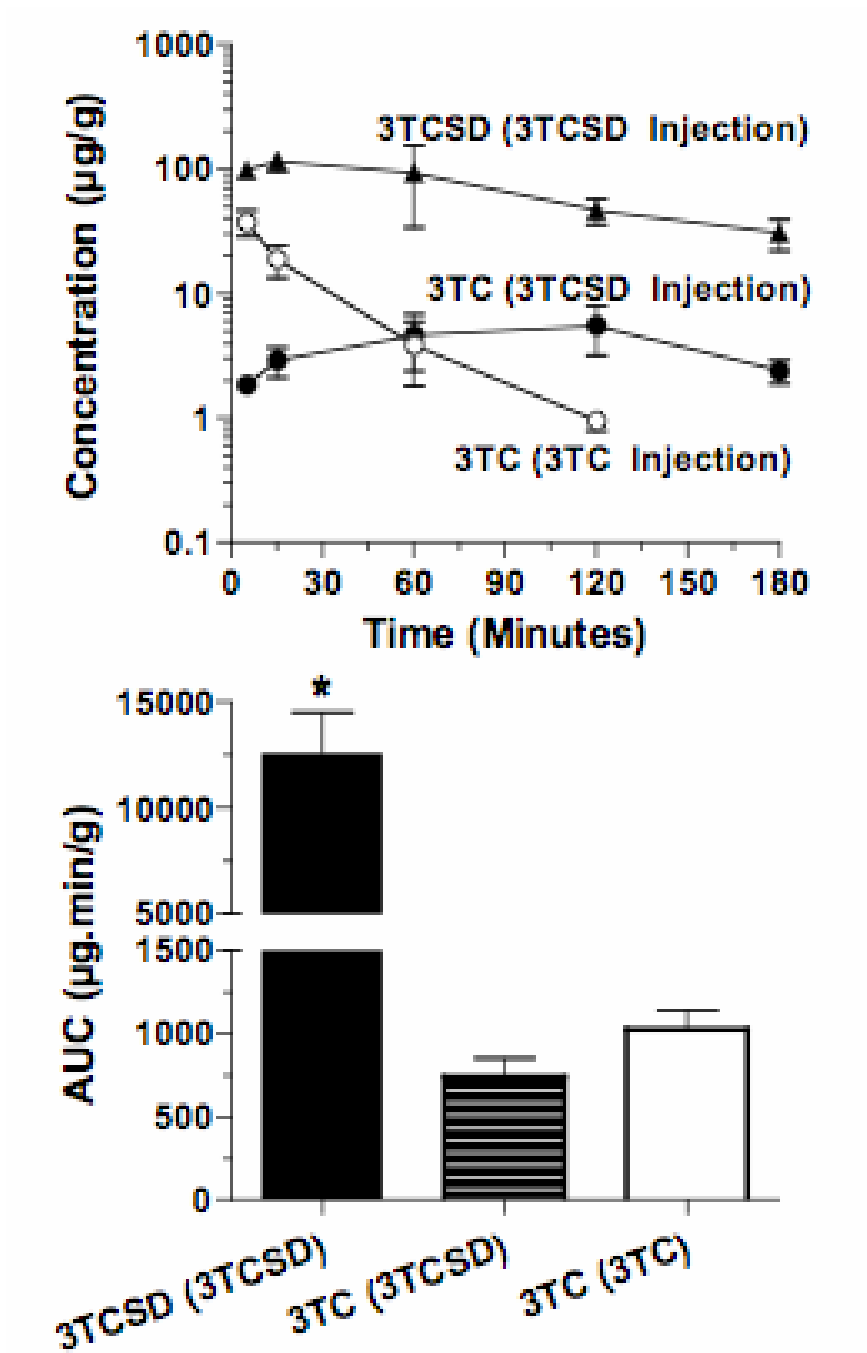 1000
100
10
1
0.1
Concentration (µg/g)
3TCSD (3TCSD Injection)
3TC (3TCSD Injection)
3TC (3TC Injection)
0 30 60 90 120 150 180
Time (Minutes)
*
15000
10000
5000
1500
1000
500
0
AUC (µg.min/g)
3TCSD (3TCSD)
3TC (3TCSD)
3TC (3TC)